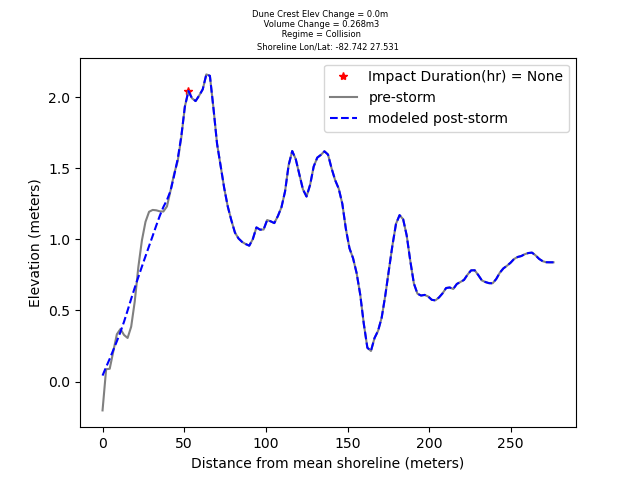 Dune Crest Elev Change = 0.0m
Volume Change = 0.268m3
Regime = Collision
Shoreline Lon/Lat: -82.742 27.531
Impact Duration(hr) = None
pre-storm
modeled post-storm
2.0
1.5
1.0
0.5
0.0
Elevation (meters)
0 50 100 150 200 250
Distance from mean shoreline (meters)